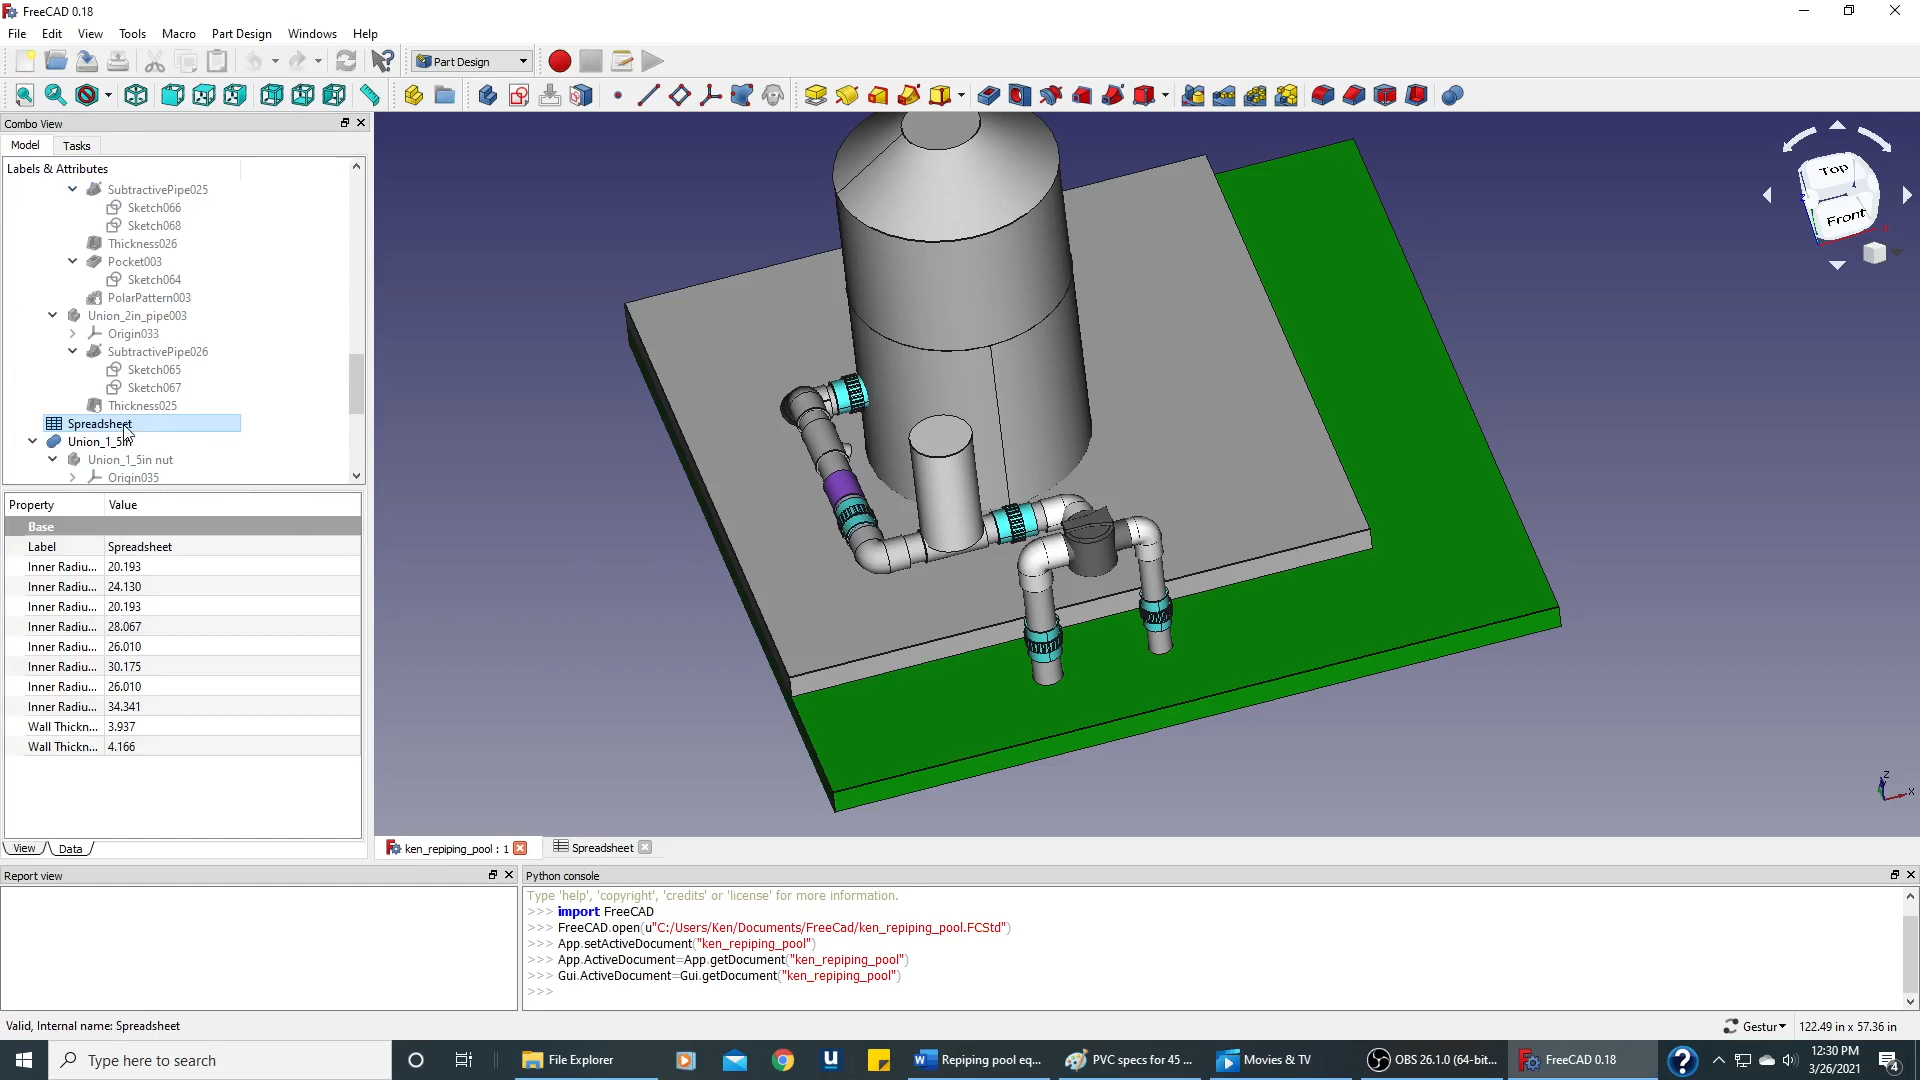 FreeCAD 0.18
File Edit View Tools Macro Part Design Windows Help
Part Design
Combo View
Model Tasks
Labels & Attributes
SubtractivePipe025
Sketch066
Sketch068
Thickness026
Pocket003
Sketch064
PolarPattern003
Union_2in_pipe003
Origin033
SubtractivePipe026
Sketch065
Sketch067
Thickness025
Spreadsheet
Union_1_5in
Union_1_5in nut
Origin035
Property Value
Base
Label Spreadsheet
Inner Radiu... 20.193
Inner Radiu... 24.130
Inner Radiu... 20.193
Inner Radiu... 28.067
Inner Radiu... 26.010
Inner Radiu... 30.175
Inner Radiu... 26.010
Inner Radiu... 34.341
Wall Thickn... 3.937
Wall Thickn... 4.166
View Data
Top
Front
Z
X
ken_repiping_pool : 1 Spreadsheet
Report view
Python console
Type 'help', 'copyright', 'credits' or 'license' for more information.
>>> import FreeCAD
>>> FreeCAD.open(u"C:/Users/Ken/Documents/FreeCad/ken_repiping_pool.FCStd")
>>> App.setActiveDocument("ken_repiping_pool")
>>> App.ActiveDocument=App.getDocument("ken_repiping_pool")
>>> Gui.ActiveDocument=Gui.getDocument("ken_repiping_pool")
>>>
Valid, Internal name: Spreadsheet
Gestur 122.49 in x 57.36 in
Type here to search
File Explorer
Repiping pool eq...
PVC specs for 45 ...
Movies & TV
OBS 26.1.0 (64-bit...
FreeCAD 0.18
12:30 PM
3/26/2021
4